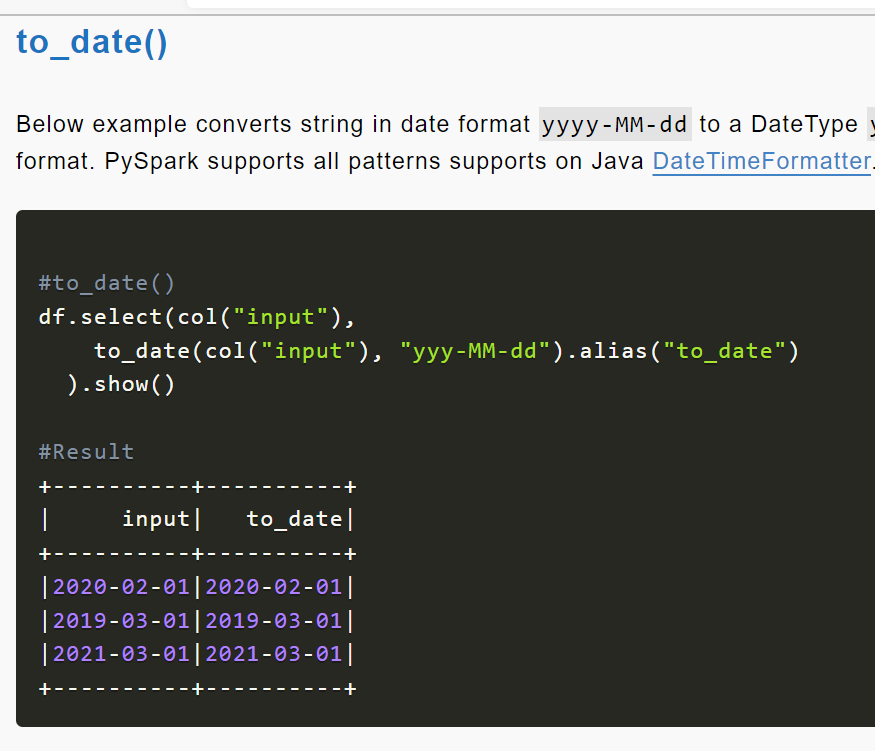 to_date()
Below example converts string in date format yyyy-MM-dd to a DateType
format. PySpark supports all patterns supports on Java DateTimeFormatter.
#to_date()
df.select(col("input"),
    to_date(col("input"), "yyy-MM-dd").alias("to_date")
  ).show()
#Result
+----------+----------+
|     input|   to_date|
+----------+----------+
|2020-02-01|2020-02-01|
|2019-03-01|2019-03-01|
|2021-03-01|2021-03-01|
+----------+----------+